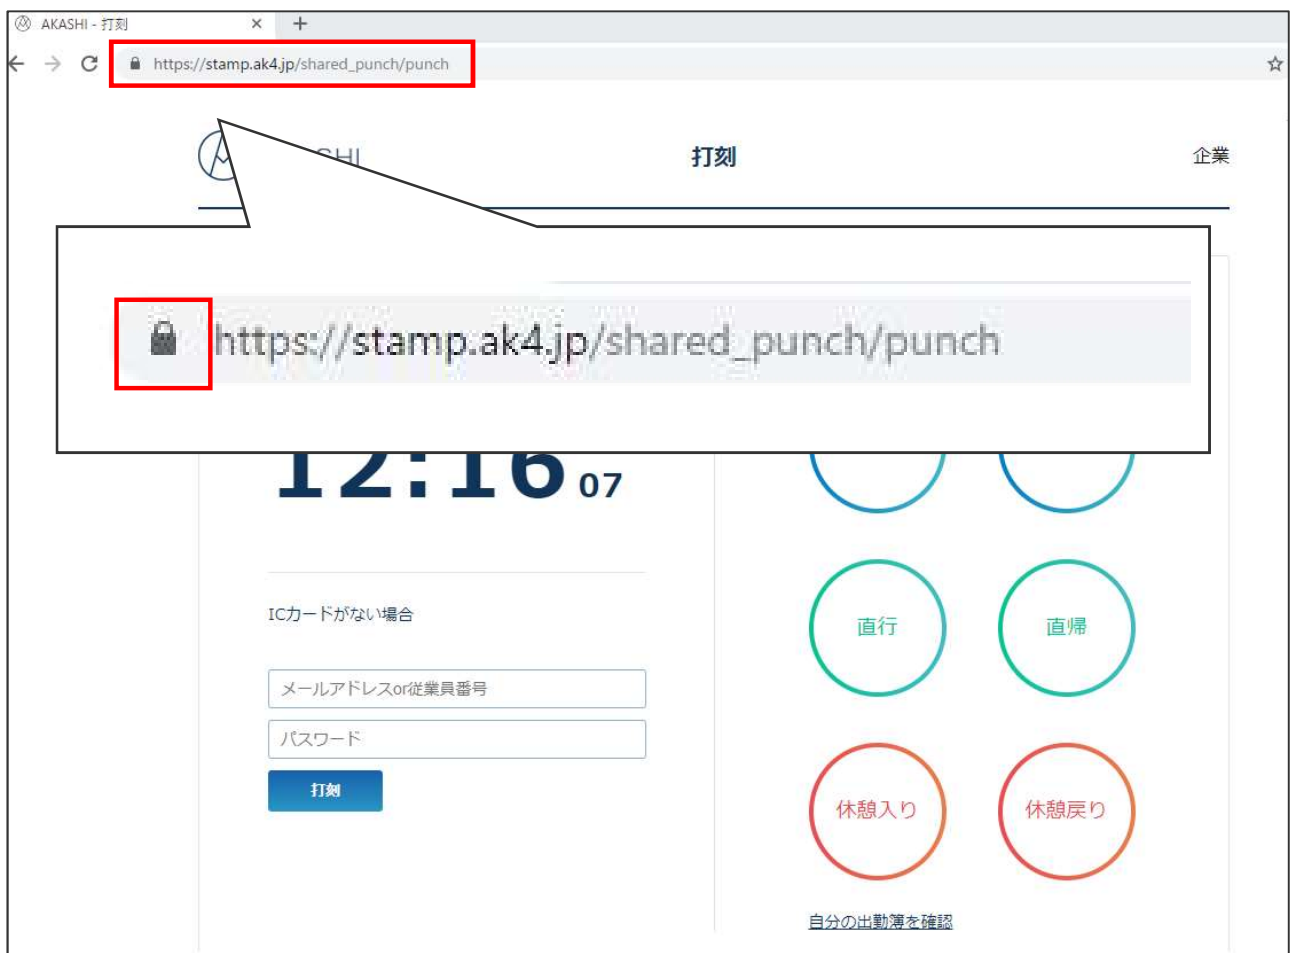 AKASHI - 打刻
https://stamp.ak4.jp/shared_punch/punch
打刻
企業
https://stamp.ak4.jp/shared_punch/punch
12:16 07
ICカードがない場合
メールアドレスor従業員番号
パスワード
打刻
直行
直帰
休憩入り
休憩戻り
自分の出勤簿を確認